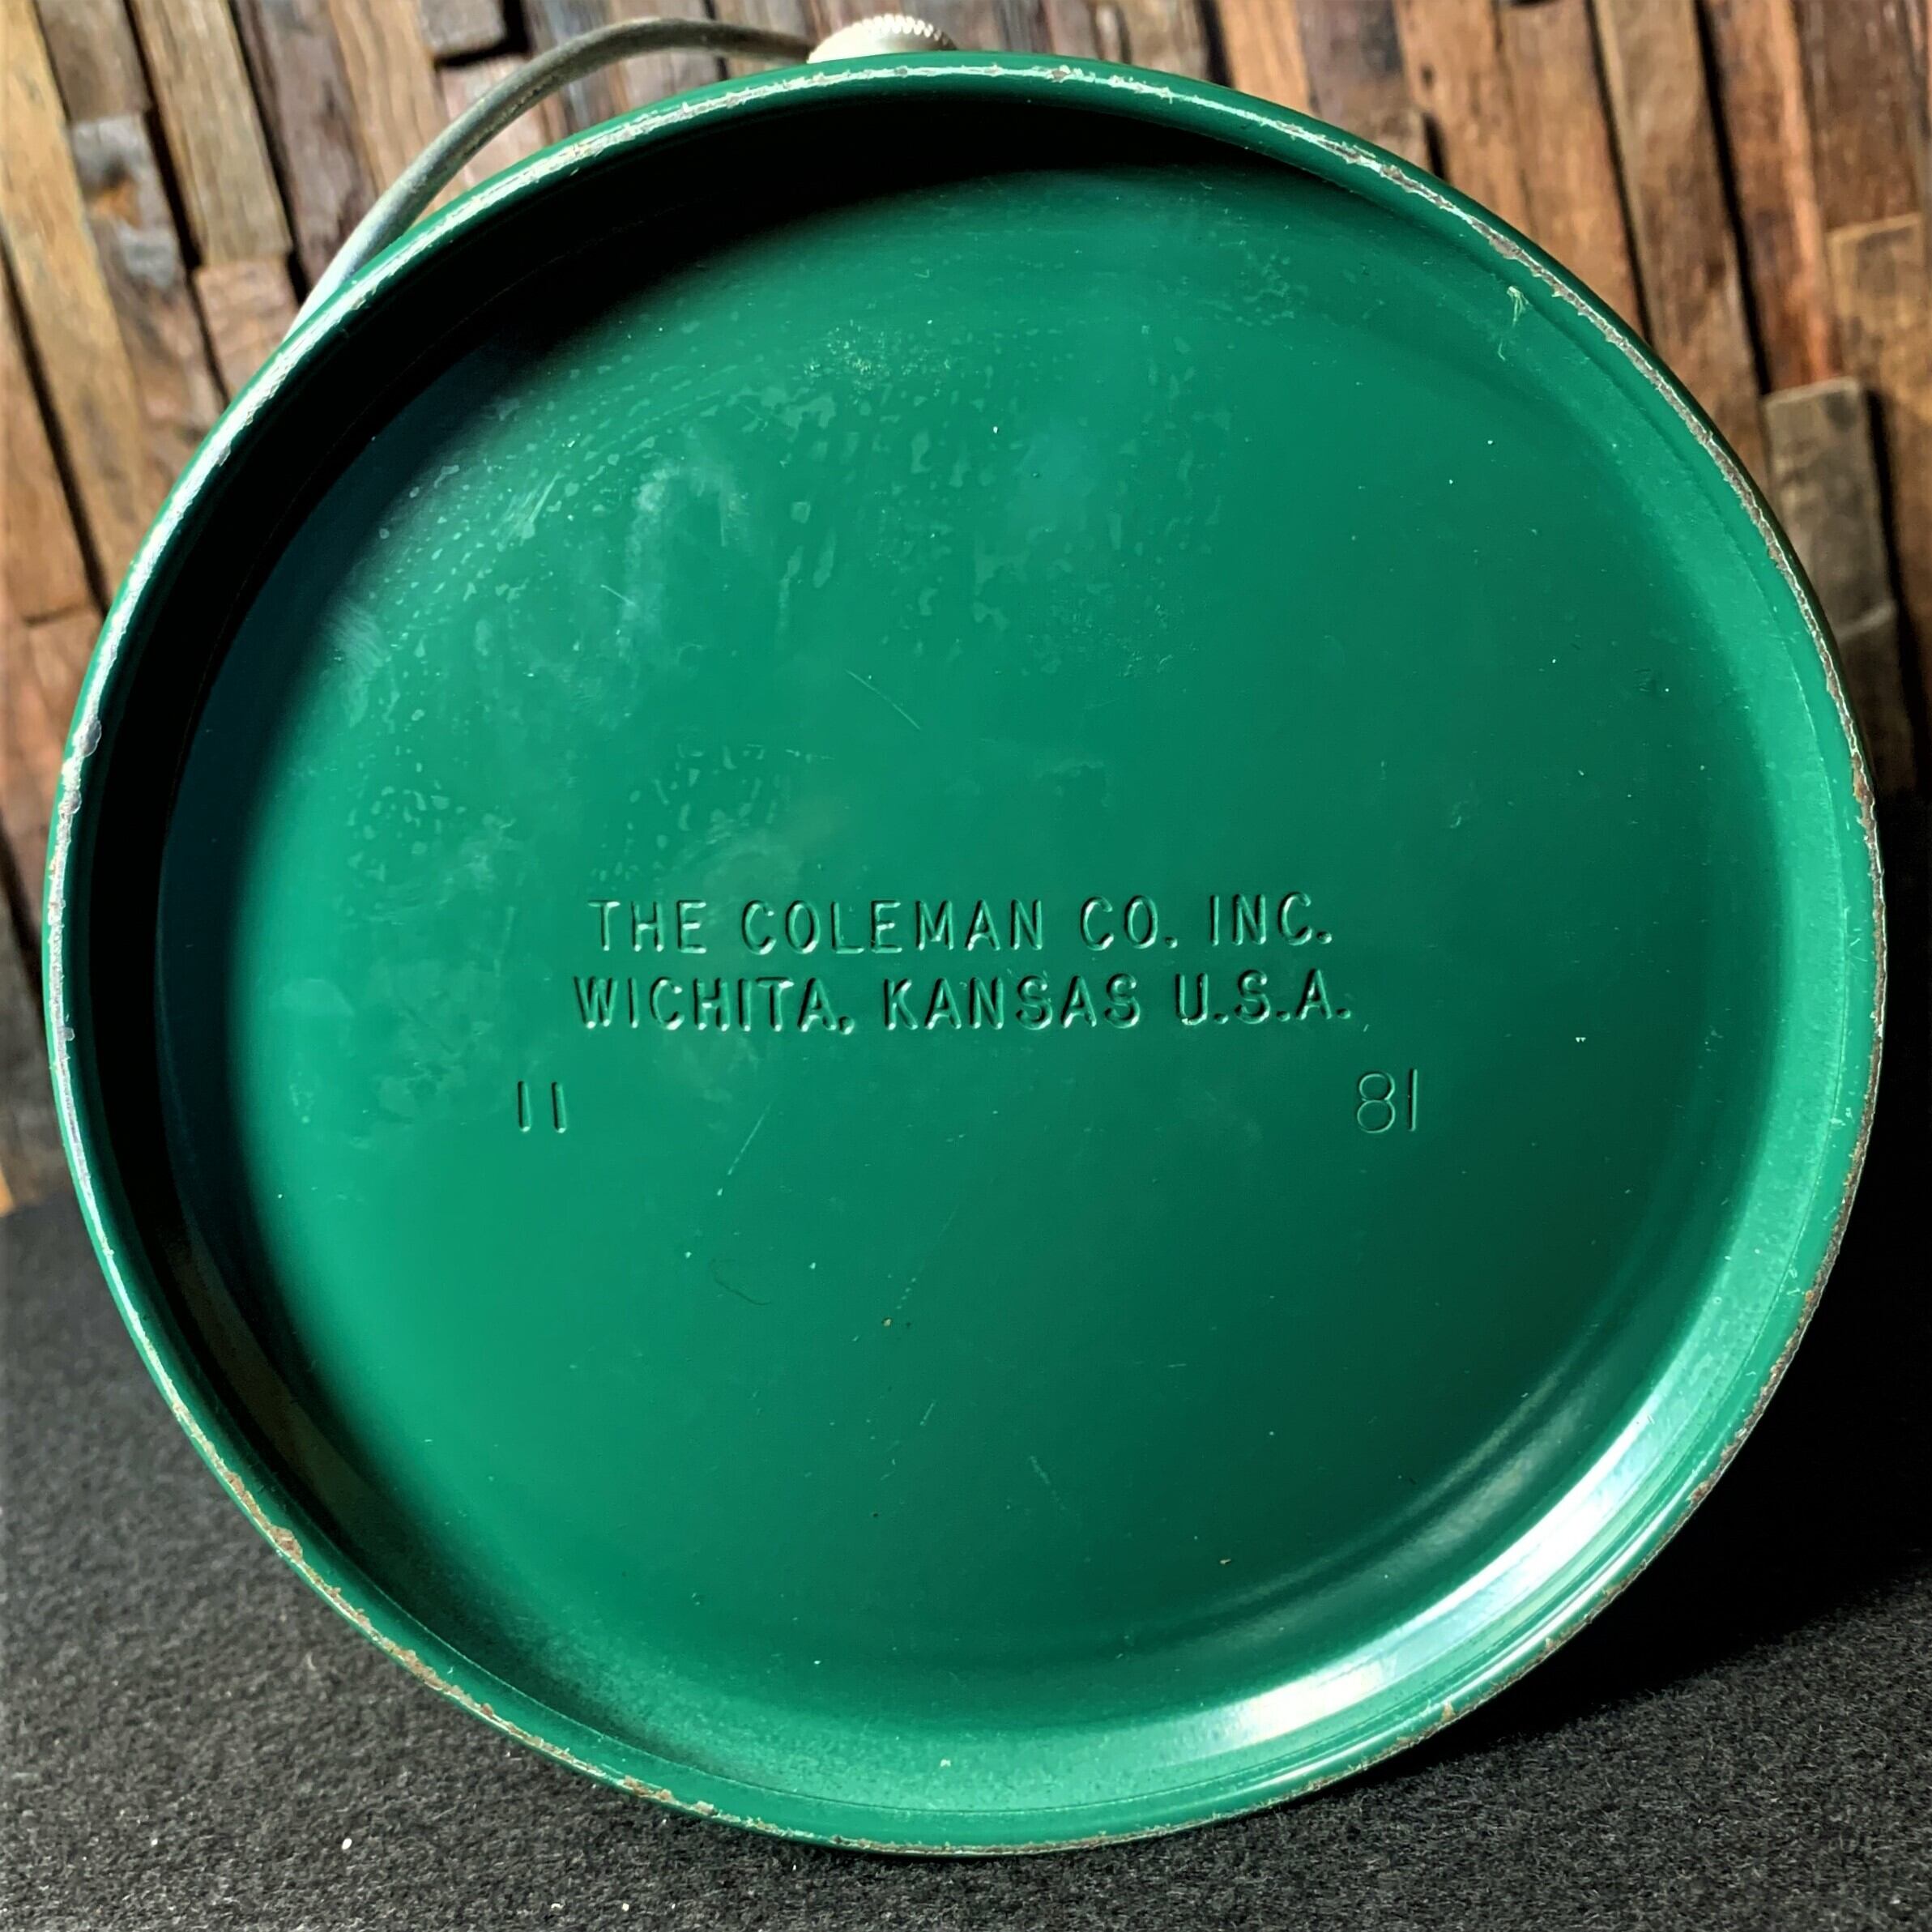 THE COLEMAN CO. INC.
WICHITA, KANSAS U.S.A.
11 81